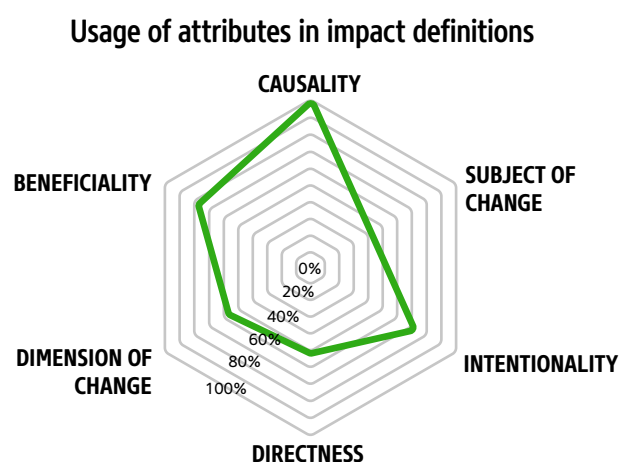 Usage of attributes in impact definitions
CAUSALITY
BENEFICIALITY
SUBJECT OF
CHANGE
0%
20%
40%
60%
80%
100%
DIMENSION OF
CHANGE
INTENTIONALITY
DIRECTNESS